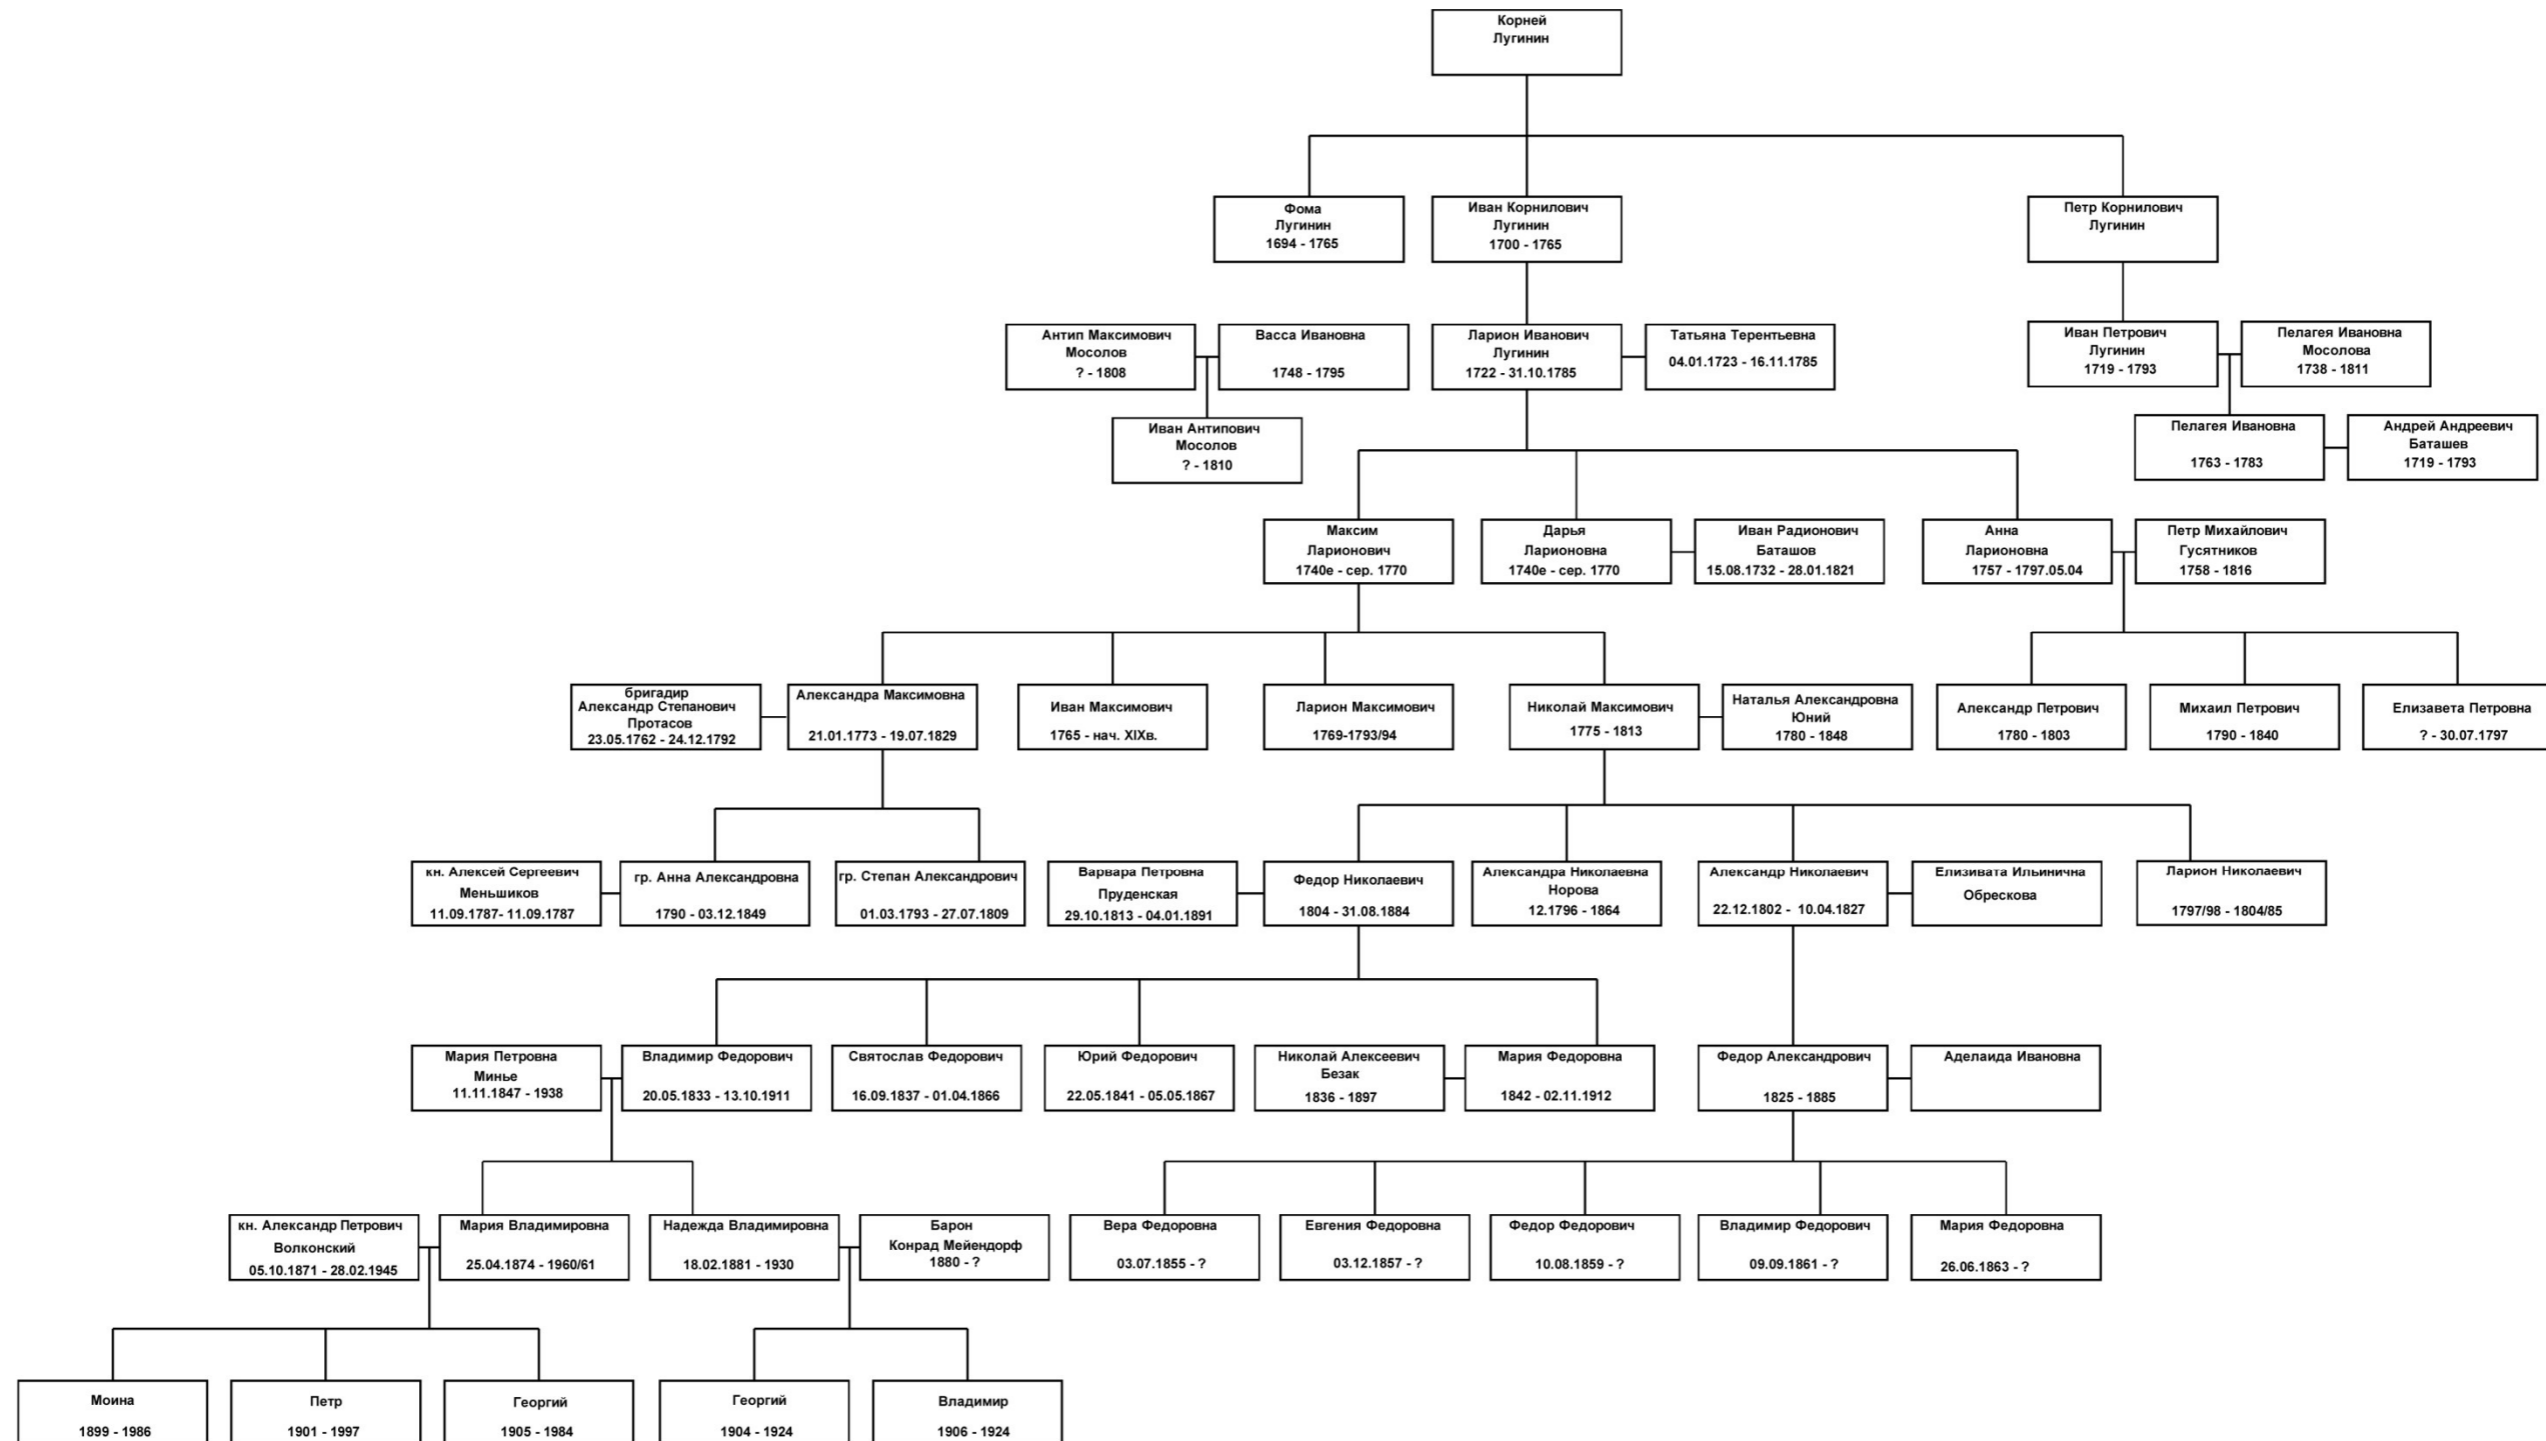 Корней
Лугинин
Фома
Лугинин
1694 - 1765
Иван Корнилович
Лугинин
1700 - 1765
Петр Корнилович
Лугинин
Антип Максимович
Мосолов
? - 1808
Васса Ивановна
1748 - 1795
Ларион Иванович
Лугинин
1722 - 31.10.1785
Татьяна Терентьевна
04.01.1723 - 16.11.1785
Иван Петрович
Лугинин
1719 - 1793
Пелагея Ивановна
Мосолова
1738 - 1811
Иван Антипович
Мосолов
? - 1810
Пелагея Ивановна
1763 - 1783
Андрей Андреевич
Баташев
1719 - 1793
Максим
Ларионович
1740е - сер. 1770
Дарья
Ларионовна
1740е - сер. 1770
Иван Радионович
Баташов
15.08.1732 - 28.01.1821
Анна
Ларионовна
1757 - 1797.05.04
Петр Михайлович
Гусятников
1758 - 1816
бригадир
Александр Степанович
Протасов
23.05.1762 - 24.12.1792
Александра Максимовна
21.01.1773 - 19.07.1829
Иван Максимович
1765 - нач. XIXв.
Ларион Максимович
1769-1793/94
Николай Максимович
1775 - 1813
Наталья Александровна
Юний
1780 - 1848
Александр Петрович
1780 - 1803
Михаил Петрович
1790 - 1840
Елизавета Петровна
? - 30.07.1797
кн. Алексей Сергеевич
Меньшиков
11.09.1787- 11.09.1787
гр. Анна Александровна
1790 - 03.12.1849
гр. Степан Александрович
01.03.1793 - 27.07.1809
Варвара Петровна
Пруденская
29.10.1813 - 04.01.1891
Федор Николаевич
1804 - 31.08.1884
Александра Николаевна
Норова
12.1796 - 1864
Александр Николаевич
22.12.1802 - 10.04.1827
Елизивата Ильинична
Обрескова
Ларион Николаевич
1797/98 - 1804/85
Мария Петровна
Минье
11.11.1847 - 1938
Владимир Федорович
20.05.1833 - 13.10.1911
Святослав Федорович
16.09.1837 - 01.04.1866
Юрий Федорович
22.05.1841 - 05.05.1867
Николай Алексеевич
Безак
1836 - 1897
Мария Федоровна
1842 - 02.11.1912
Федор Александрович
1825 - 1885
Аделаида Ивановна
кн. Александр Петрович
Волконский
05.10.1871 - 28.02.1945
Мария Владимировна
25.04.1874 - 1960/61
Надежда Владимировна
18.02.1881 - 1930
Барон
Конрад Мейендорф
1880 - ?
Вера Федоровна
03.07.1855 - ?
Евгения Федоровна
03.12.1857 - ?
Федор Федорович
10.08.1859 - ?
Владимир Федорович
09.09.1861 - ?
Мария Федоровна
26.06.1863 - ?
Моина
1899 - 1986
Петр
1901 - 1997
Георгий
1905 - 1984
Георгий
1904 - 1924
Владимир
1906 - 1924